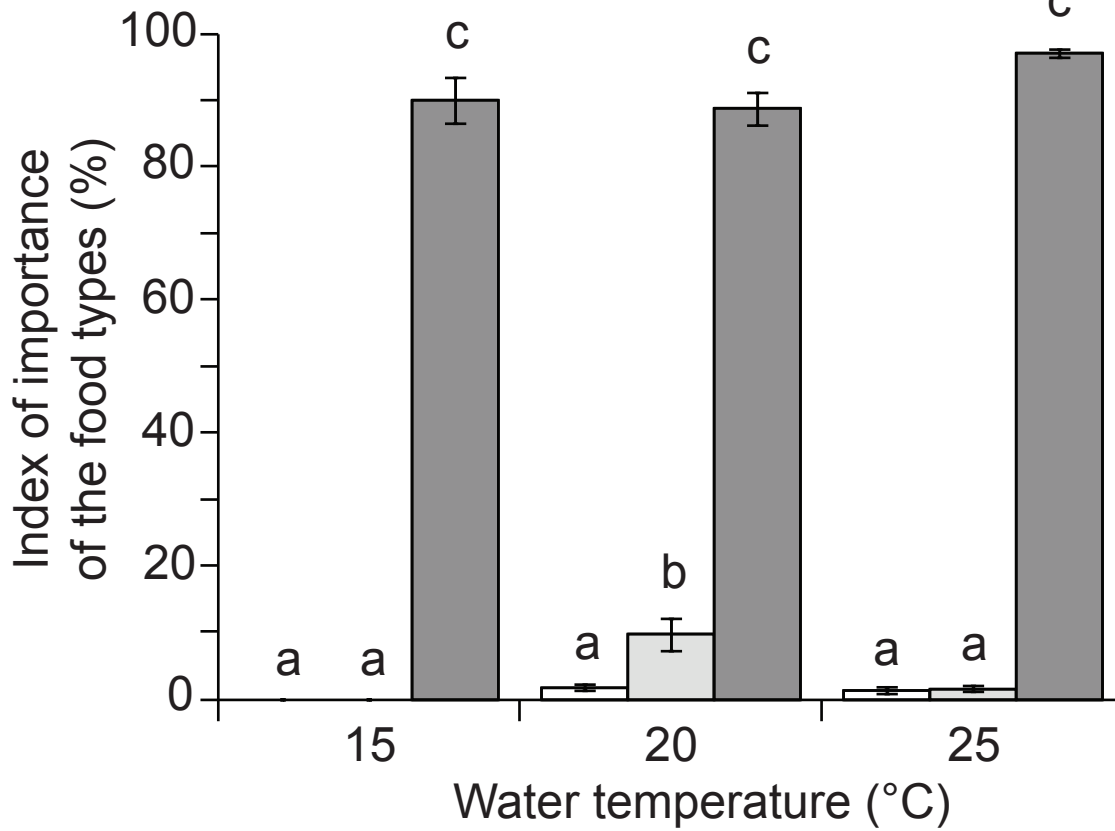 Index of importance
of the food types (%)
100
80
60
40
20
0
a
a
c
a
b
c
a
a
c
15
20
25
Water temperature (°C)